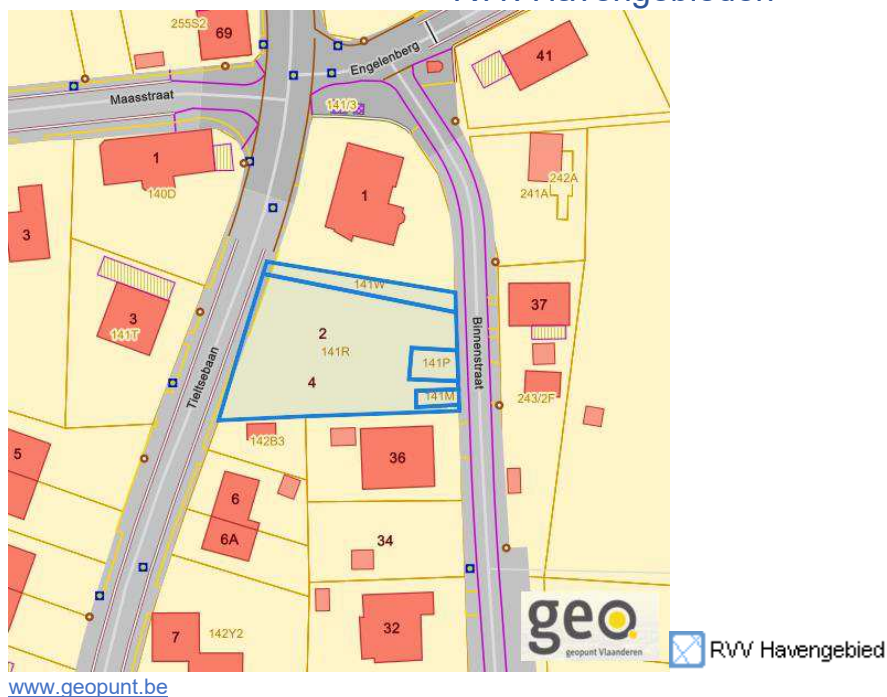 RVV Havengebieden
255S2
69
Engelenberg
41
Maasstraat
141/3
1
140D
1
242A
241A
3
141W
37
3
141T
2
141R
4
Binnenstraat
141P
141M
243/2F
Tieltsebaan
142B3
5
36
6
6A
34
7
142Y2
32
geo
geopunt Vlaanderen
RVV Havengebied
www.geopunt.be